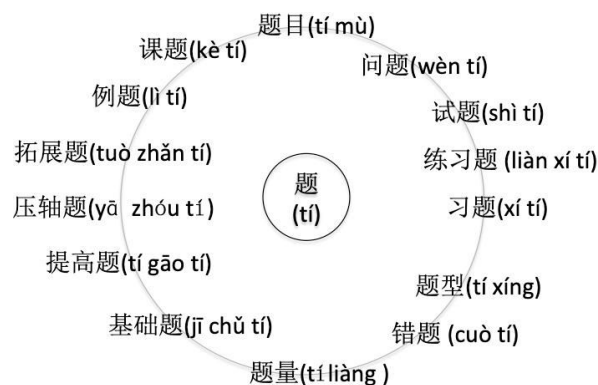 题目(tí mù)
课题(kè tí)
问题(wèn tí)
例题(lì tí)
试题(shì tí)
拓展题(tuò zhǎn tí)
练习题 (liàn xí tí)
题
(tí)
压轴题(yā zhóu tí)
习题(xí tí)
提高题(tí gāo tí)
题型(tí xíng)
基础题(jī chǔ tí)
错题 (cuò tí)
题量(tí liàng )